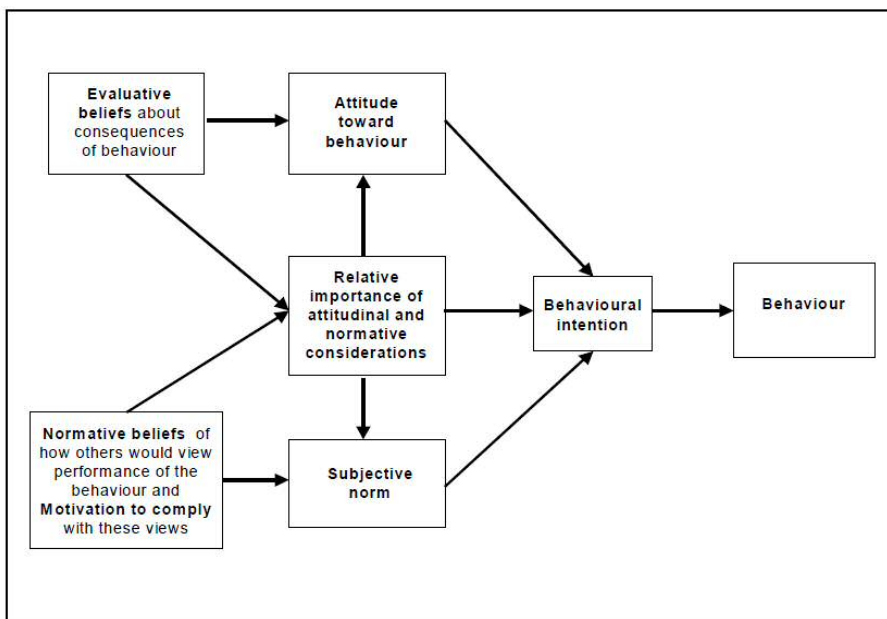 Evaluative
beliefs about
consequences
of behaviour
Attitude
toward
behaviour
Relative
importance of
attitudinal and
normative
considerations
Behavioural
intention
Behaviour
Normative beliefs of
how others would view
performance of the
behaviour and
Motivation to comply
with these views
Subjective
norm